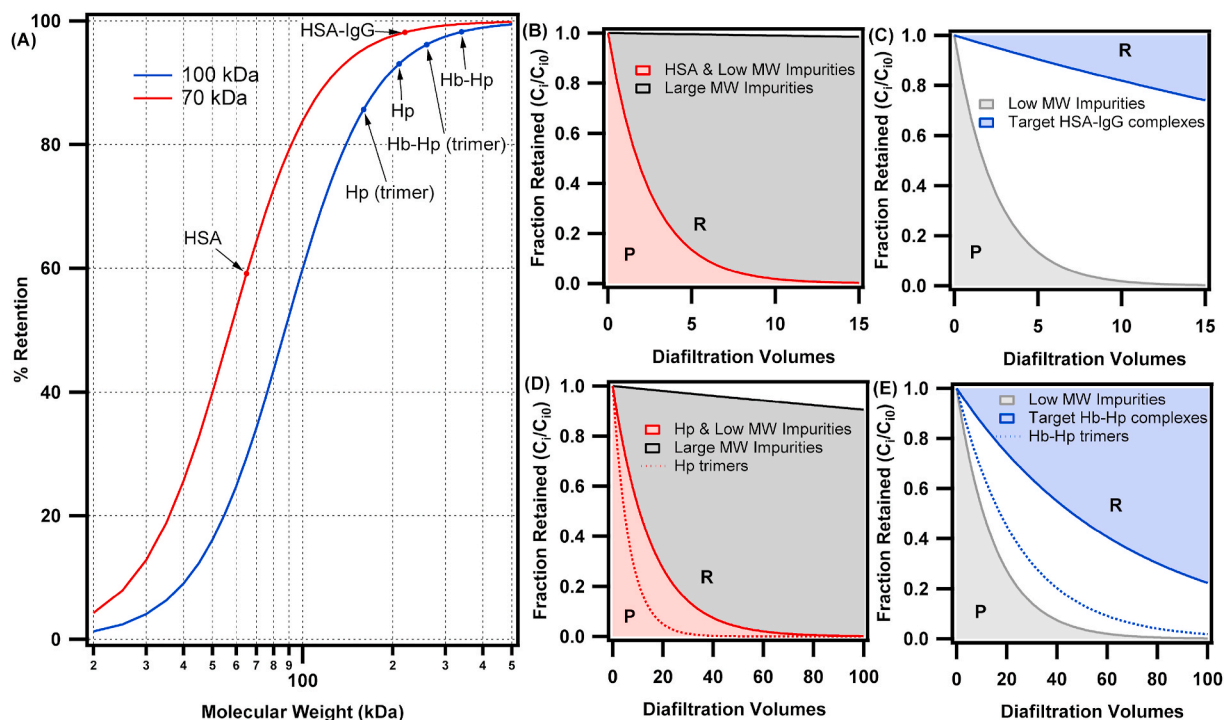 (A)
100
80
60
40
20
0
% Retention
100 kDa
70 kDa
HSA-IgG
Hb-Hp
Hp
Hb-Hp (trimer)
Hp (trimer)
HSA
2 3 4 5 6 7 8 9 100 2 3 4 5
Molecular Weight (kDa)
(B)
Fraction Retained (Ci/Ci0)
1.0
0.8
0.6
0.4
0.2
0.0
HSA & Low MW Impurities
Large MW Impurities
R
P
0 5 10 15
Diafiltration Volumes
(C)
Fraction Retained (Ci/Ci0)
1.0
0.8
0.6
0.4
0.2
0.0
R
Low MW Impurities
Target HSA-IgG complexes
P
0 5 10 15
Diafiltration Volumes
(D)
Fraction Retained (Ci/Ci0)
1.0
0.8
0.6
0.4
0.2
0.0
Hp & Low MW Impurities
Large MW Impurities
Hp trimers
R
P
0 20 40 60 80 100
Diafiltration Volumes
(E)
Fraction Retained (Ci/Ci0)
1.0
0.8
0.6
0.4
0.2
0.0
Low MW Impurities
Target Hb-Hp complexes
Hb-Hp trimers
R
P
0 20 40 60 80 100
Diafiltration Volumes